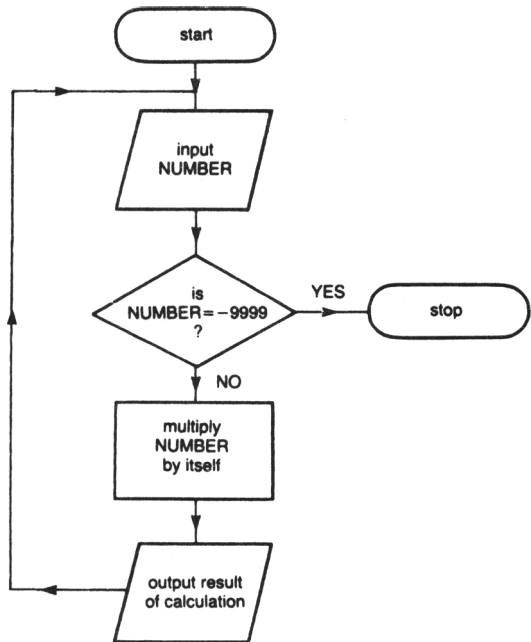 start
input
NUMBER
is
NUMBER=-9999
?
YES
stop
NO
multiply
NUMBER
by itself
output result
of calculation